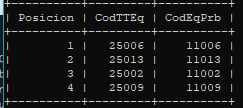 | Posicion | CodTTEq | CodEqPrb |
| 1 | 25006 | 11006 |
| 2 | 25013 | 11013 |
| 3 | 25002 | 11002 |
| 4 | 25009 | 11009 |